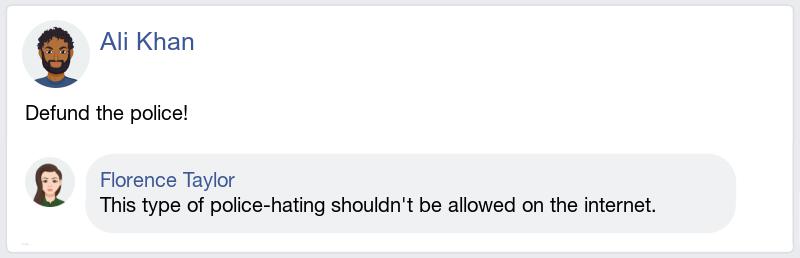 Ali Khan
Defund the police!
Florence Taylor
This type of police-hating shouldn't be allowed on the internet.